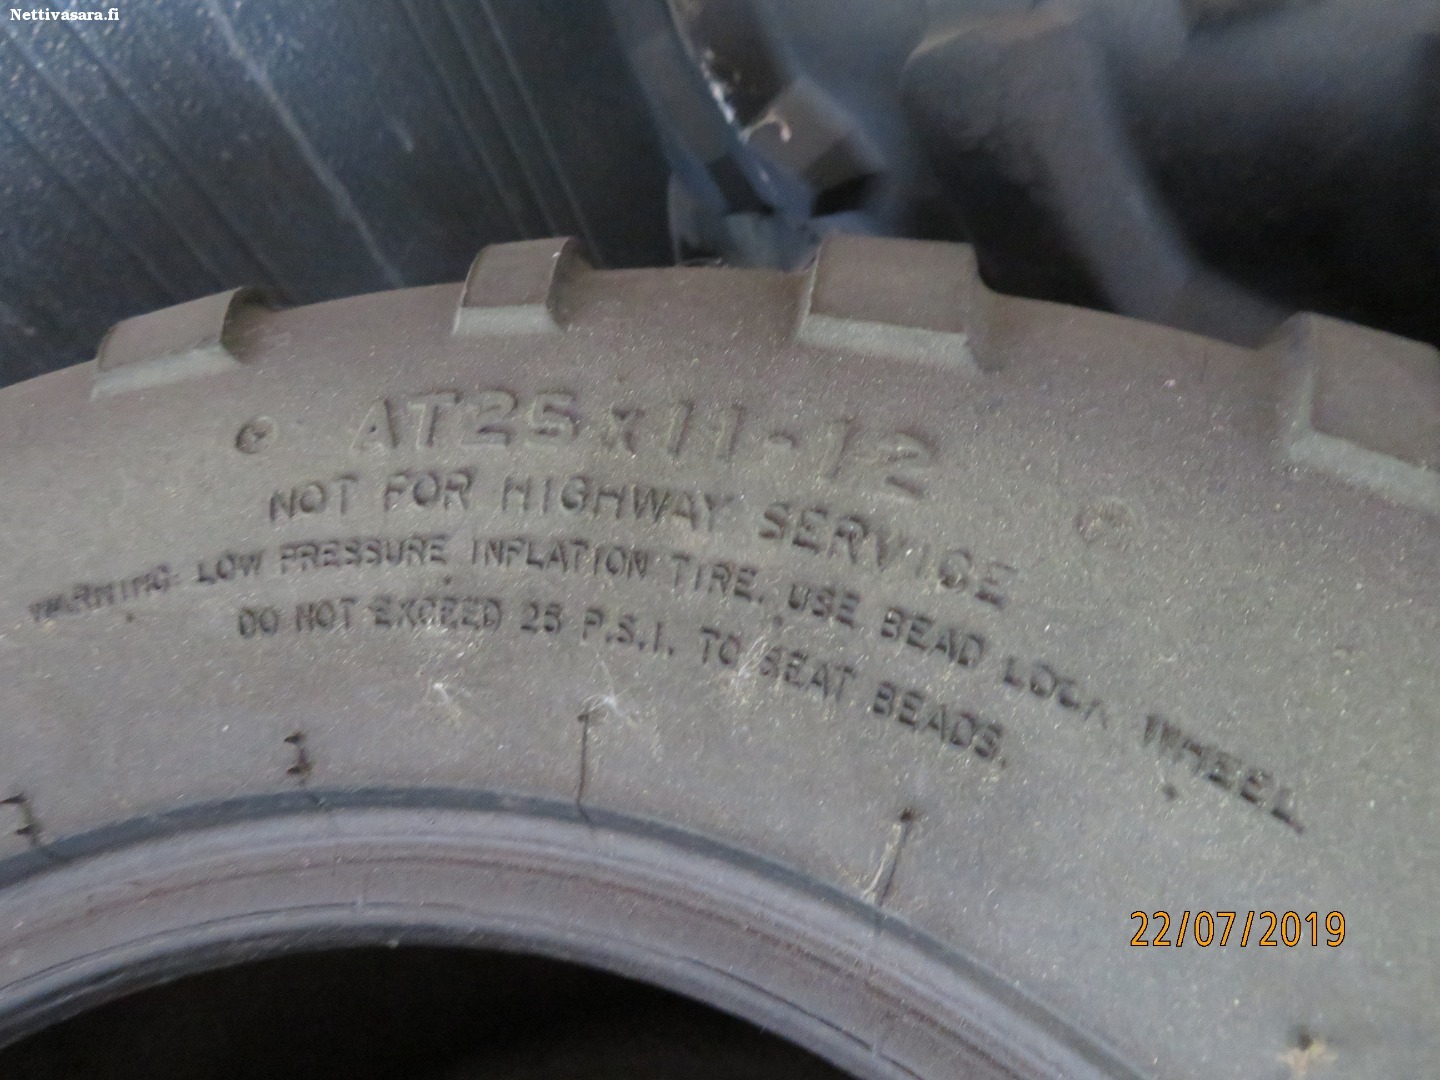 Nettivasara.fi
AT25x11-12
NOT FOR HIGHWAY SERVICE
WARNING: LOW PRESSURE INFLATION TIRE. USE BEAD LOCK WHEEL.
DO NOT EXCEED 25 P.S.I. TO SEAT BEADS.
22/07/2019